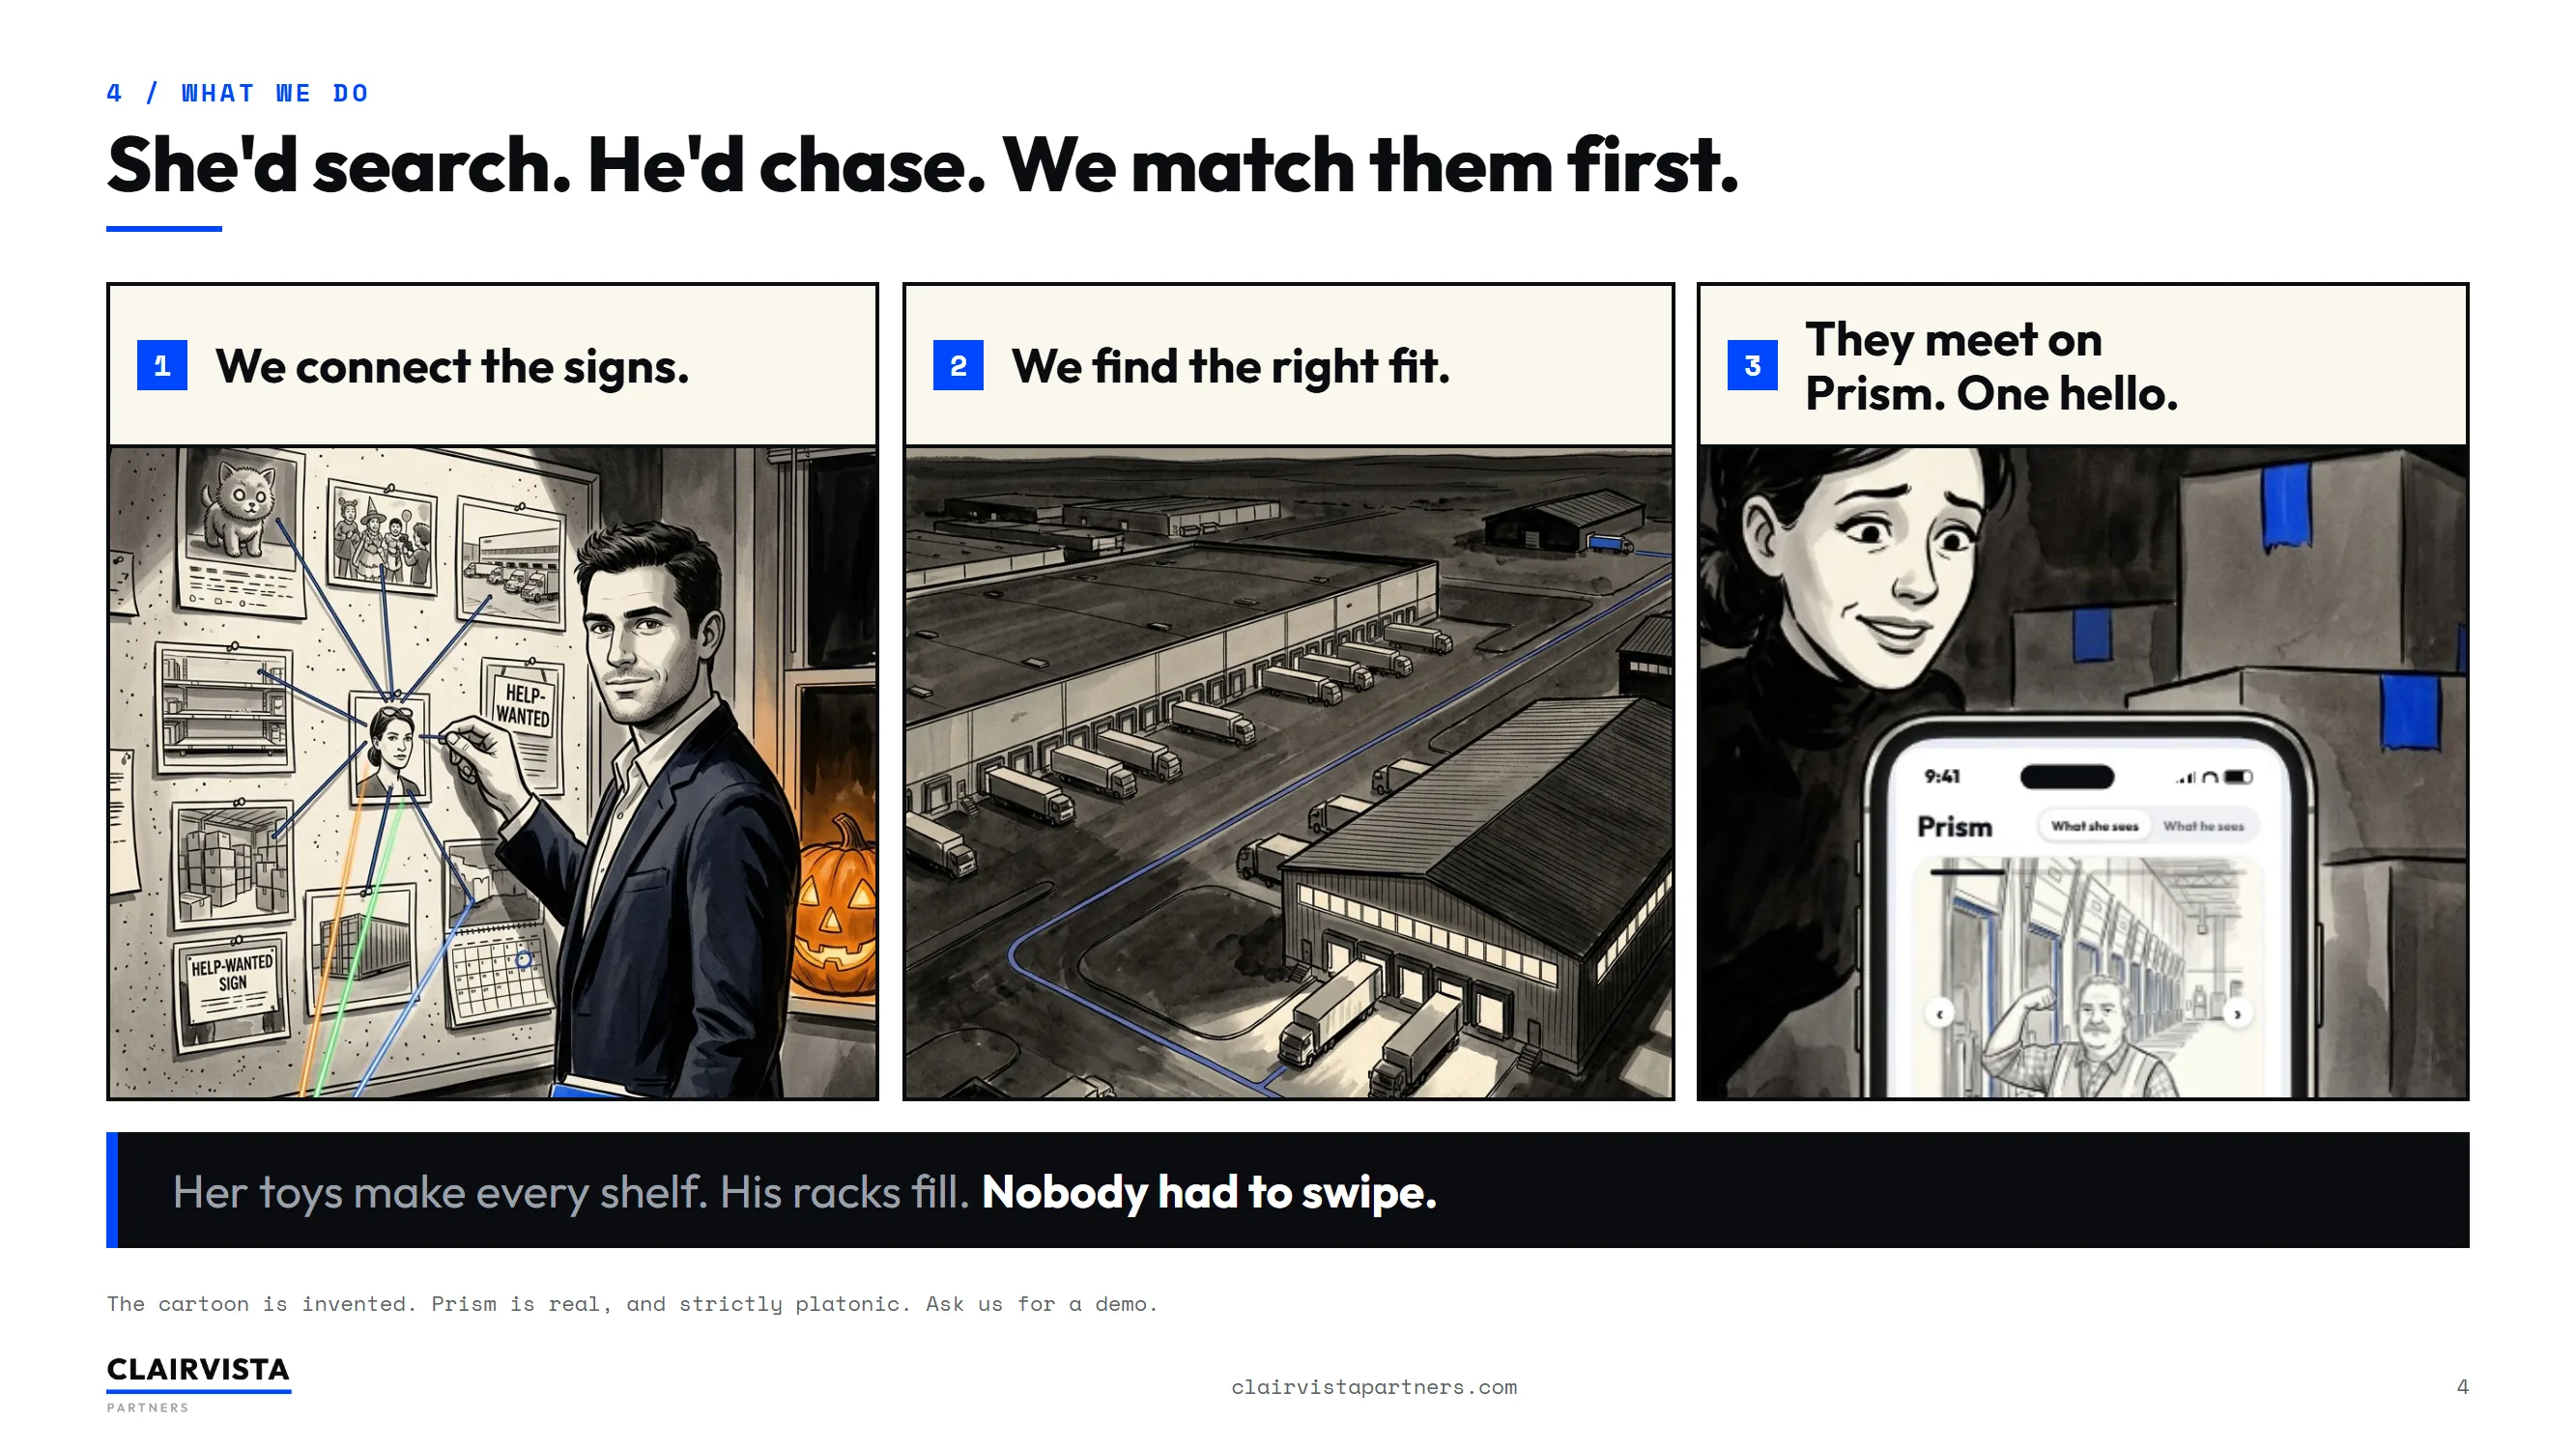 4 / WHAT WE DO
She'd search. He'd chase. We match them first.
1 We connect the signs.
HELP-
WANTED
HELP-WANTED
SIGN
2 We find the right fit.
3 They meet on
Prism. One hello.
9:41
Prism What she sees What he sees
Her toys make every shelf. His racks fill. Nobody had to swipe.
The cartoon is invented. Prism is real, and strictly platonic. Ask us for a demo.
CLAIRVISTA
PARTNERS
clairvistapartners.com
4